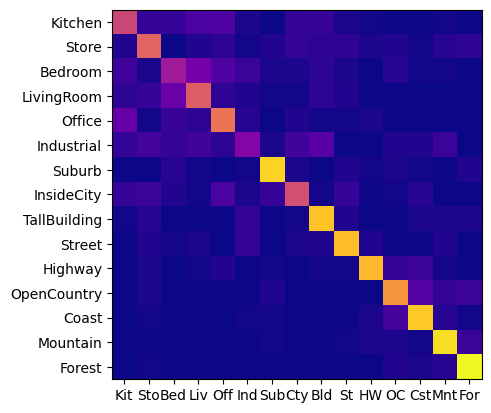 Kitchen
Store
Bedroom
LivingRoom
Office
Industrial
Suburb
InsideCity
TallBuilding
Street
Highway
OpenCountry
Coast
Mountain
Forest
Kit Sto Bed Liv Off Ind Sub Cty Bld St HW OC Cst Mnt For